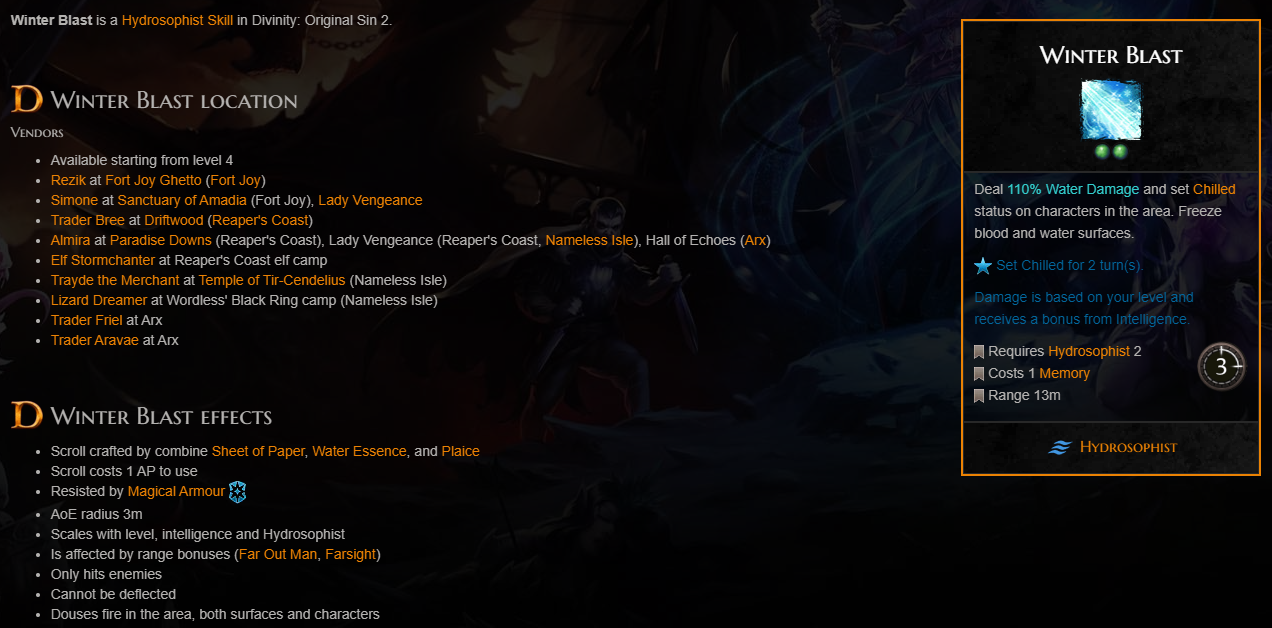 Winter Blast is a Hydrosophist Skill in Divinity: Original Sin 2.
Winter Blast location
Vendors
Available starting from level 4
Rezik at Fort Joy Ghetto (Fort Joy)
Simone at Sanctuary of Amadia (Fort Joy), Lady Vengeance
Trader Bree at Driftwood (Reaper's Coast)
Almira at Paradise Downs (Reaper's Coast), Lady Vengeance (Reaper's Coast, Nameless Isle), Hall of Echoes (Arx)
Elf Stormchanter at Reaper's Coast elf camp
Trayde the Merchant at Temple of Tir-Cendelius (Nameless Isle)
Lizard Dreamer at Wordless' Black Ring camp (Nameless Isle)
Trader Friel at Arx
Trader Aravae at Arx
Winter Blast effects
Scroll crafted by combine Sheet of Paper, Water Essence, and Plaice
Scroll costs 1 AP to use
Resisted by Magical Armour
AoE radius 3m
Scales with level, intelligence and Hydrosophist
Is affected by range bonuses (Far Out Man, Farsight)
Only hits enemies
Cannot be deflected
Douses fire in the area, both surfaces and characters
Winter Blast
Deal 110% Water Damage and set Chilled
status on characters in the area. Freeze
blood and water surfaces.
Set Chilled for 2 turn(s).
Damage is based on your level and
receives a bonus from Intelligence.
Requires Hydrosophist 2
Costs 1 Memory
Range 13m
3
Hydrosophist